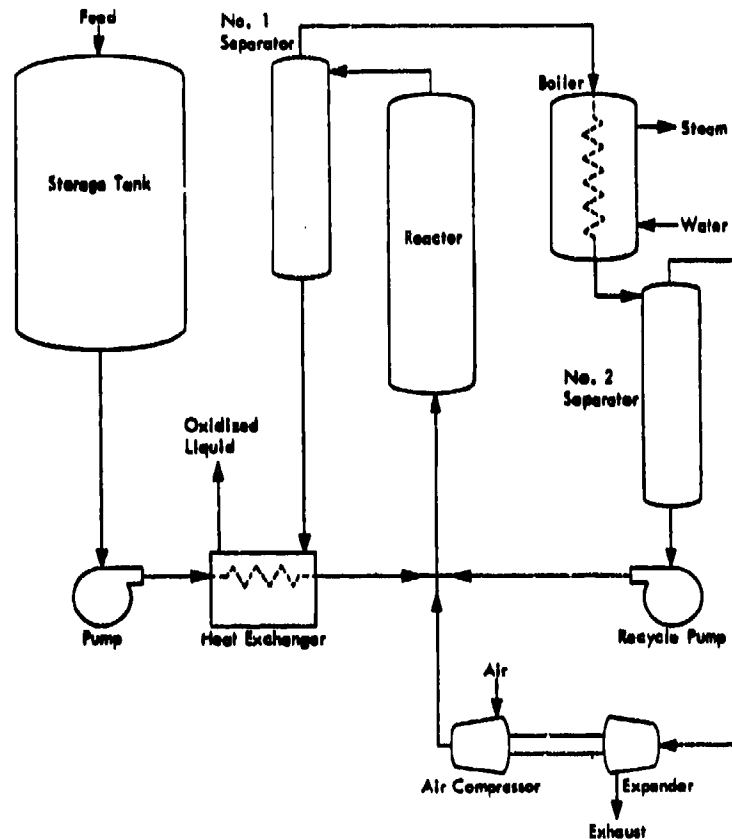 Feed
No. 1
Separator
Boiler
Steam
Storage Tank
Reactor
Water
No. 2
Separator
Oxidized
Liquid
Pump
Heat Exchanger
Recycle Pump
Air
Air Compressor
Expander
Exhaust